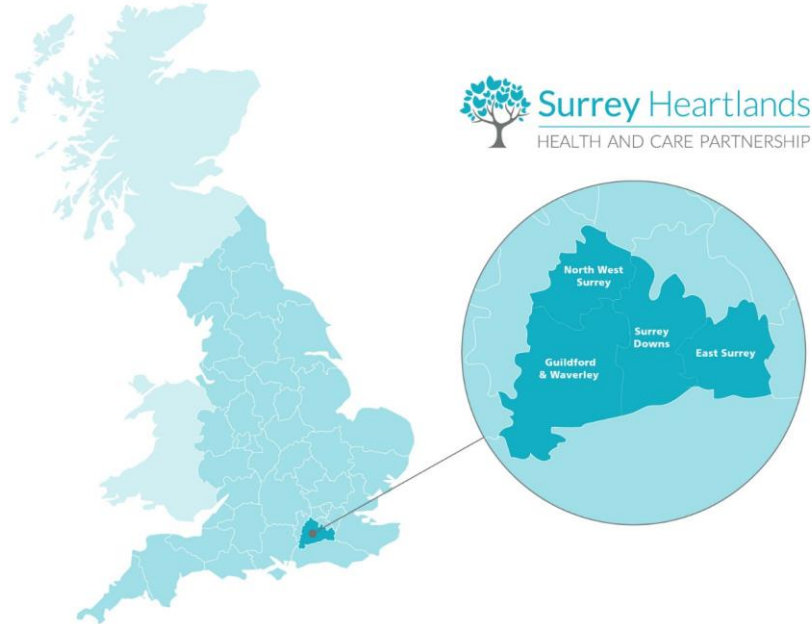 Surrey Heartlands
HEALTH AND CARE PARTNERSHIP
North West
Surrey
Surrey
Downs
East Surrey
Guildford
& Waverley